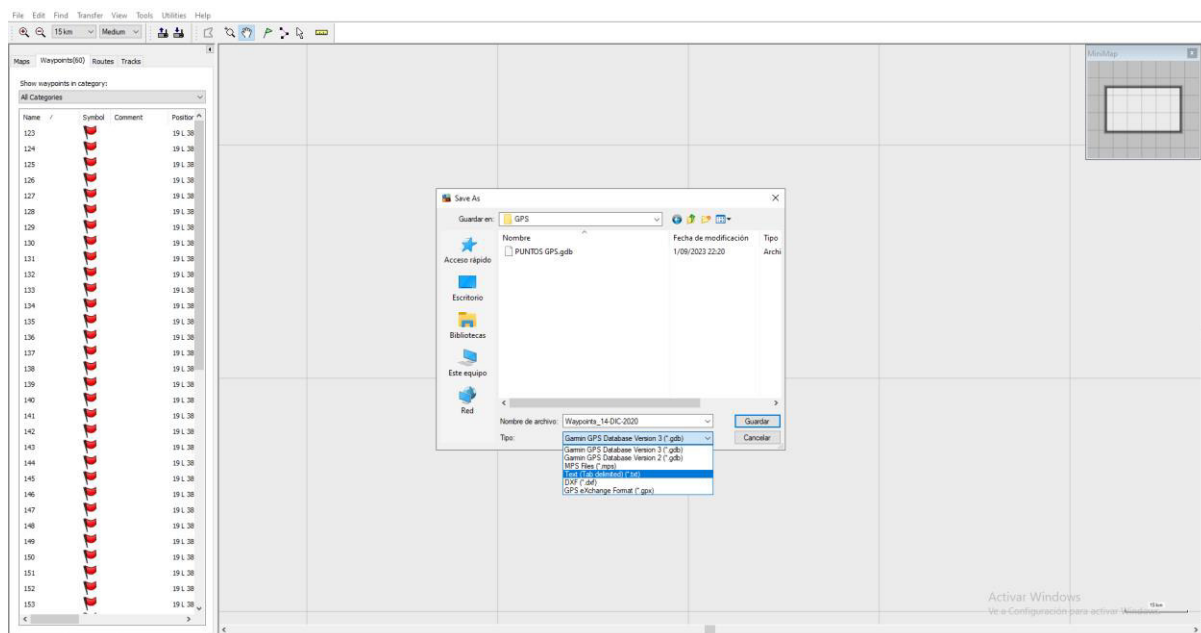 File Edit Find Transfer View Tools Utilities Help
15 km Medium
Maps Waypoints(60) Routes Tracks
Show waypoints in category:
All Categories
Name / Symbol Comment Position
123 19 L 38
124 19 L 38
125 19 L 38
126 19 L 38
127 19 L 38
128 19 L 38
129 19 L 38
130 19 L 38
131 19 L 38
132 19 L 38
133 19 L 38
134 19 L 38
135 19 L 38
136 19 L 38
137 19 L 38
138 19 L 38
139 19 L 38
140 19 L 38
141 19 L 38
142 19 L 38
143 19 L 38
144 19 L 38
145 19 L 38
146 19 L 38
147 19 L 38
148 19 L 38
149 19 L 38
150 19 L 38
151 19 L 38
152 19 L 38
153 19 L 38
MiniMap
Save As
Guardar en: GPS
Nombre Fecha de modificación Tipo
PUNTOS GPS.gdb 1/09/2023 22:20 Archi
Acceso rápido
Escritorio
Bibliotecas
Este equipo
Red
Nombre de archivo: Waypoints_14-DIC-2020 Guardar
Tipo: Garmin GPS Database Version 3 (*.gdb) Cancelar
Garmin GPS Database Version 3 (*.gdb)
Garmin GPS Database Version 2 (*.gdb)
MPS Files (*.mps)
Text (Tab delimited) (*.txt)
DXF (*.dxf)
GPS eXchange Format (*.gpx)
Activar Windows
Ve a Configuración para activar Windows.
15 km